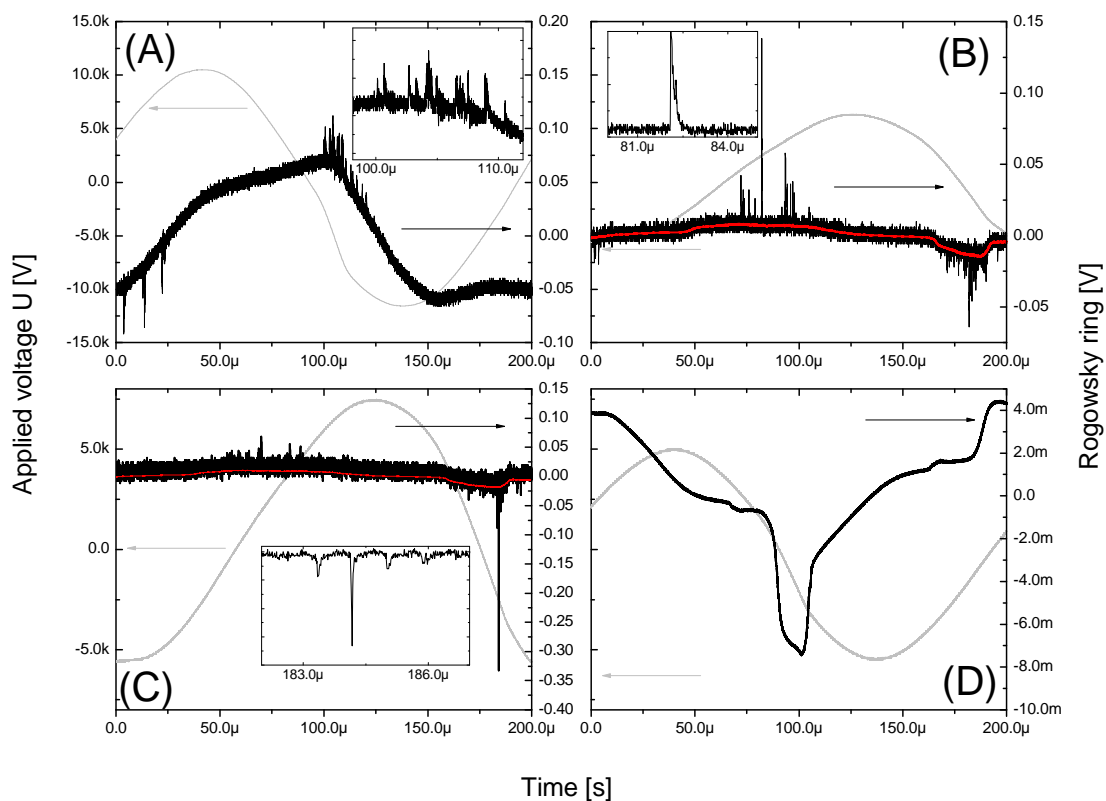 (A)
15.0k
10.0k
5.0k
0.0
-5.0k
-10.0k
-15.0k
0.20
0.15
0.10
0.05
0.00
-0.05
0.10
100.0µ
110.0µ
0.0
50.0µ
100.0µ
150.0µ
200.0µ
(B)
0.15
0.10
0.05
0.00
-0.05
81.0µ
84.0µ
0.0
50.0µ
100.0µ
150.0µ
200.0µ
(C)
5.0k
0.0
-5.0k
0.15
0.10
0.05
0.00
-0.05
-0.10
-0.15
-0.20
-0.25
-0.30
-0.35
-0.40
183.0µ
186.0µ
0.0
50.0µ
100.0µ
150.0µ
200.0µ
(D)
4.0m
2.0m
0.0
-2.0m
-4.0m
-6.0m
-8.0m
-10.0m
0.0
50.0µ
100.0µ
150.0µ
200.0µ
Applied voltage U [V]
Rogowsky ring [V]
Time [s]